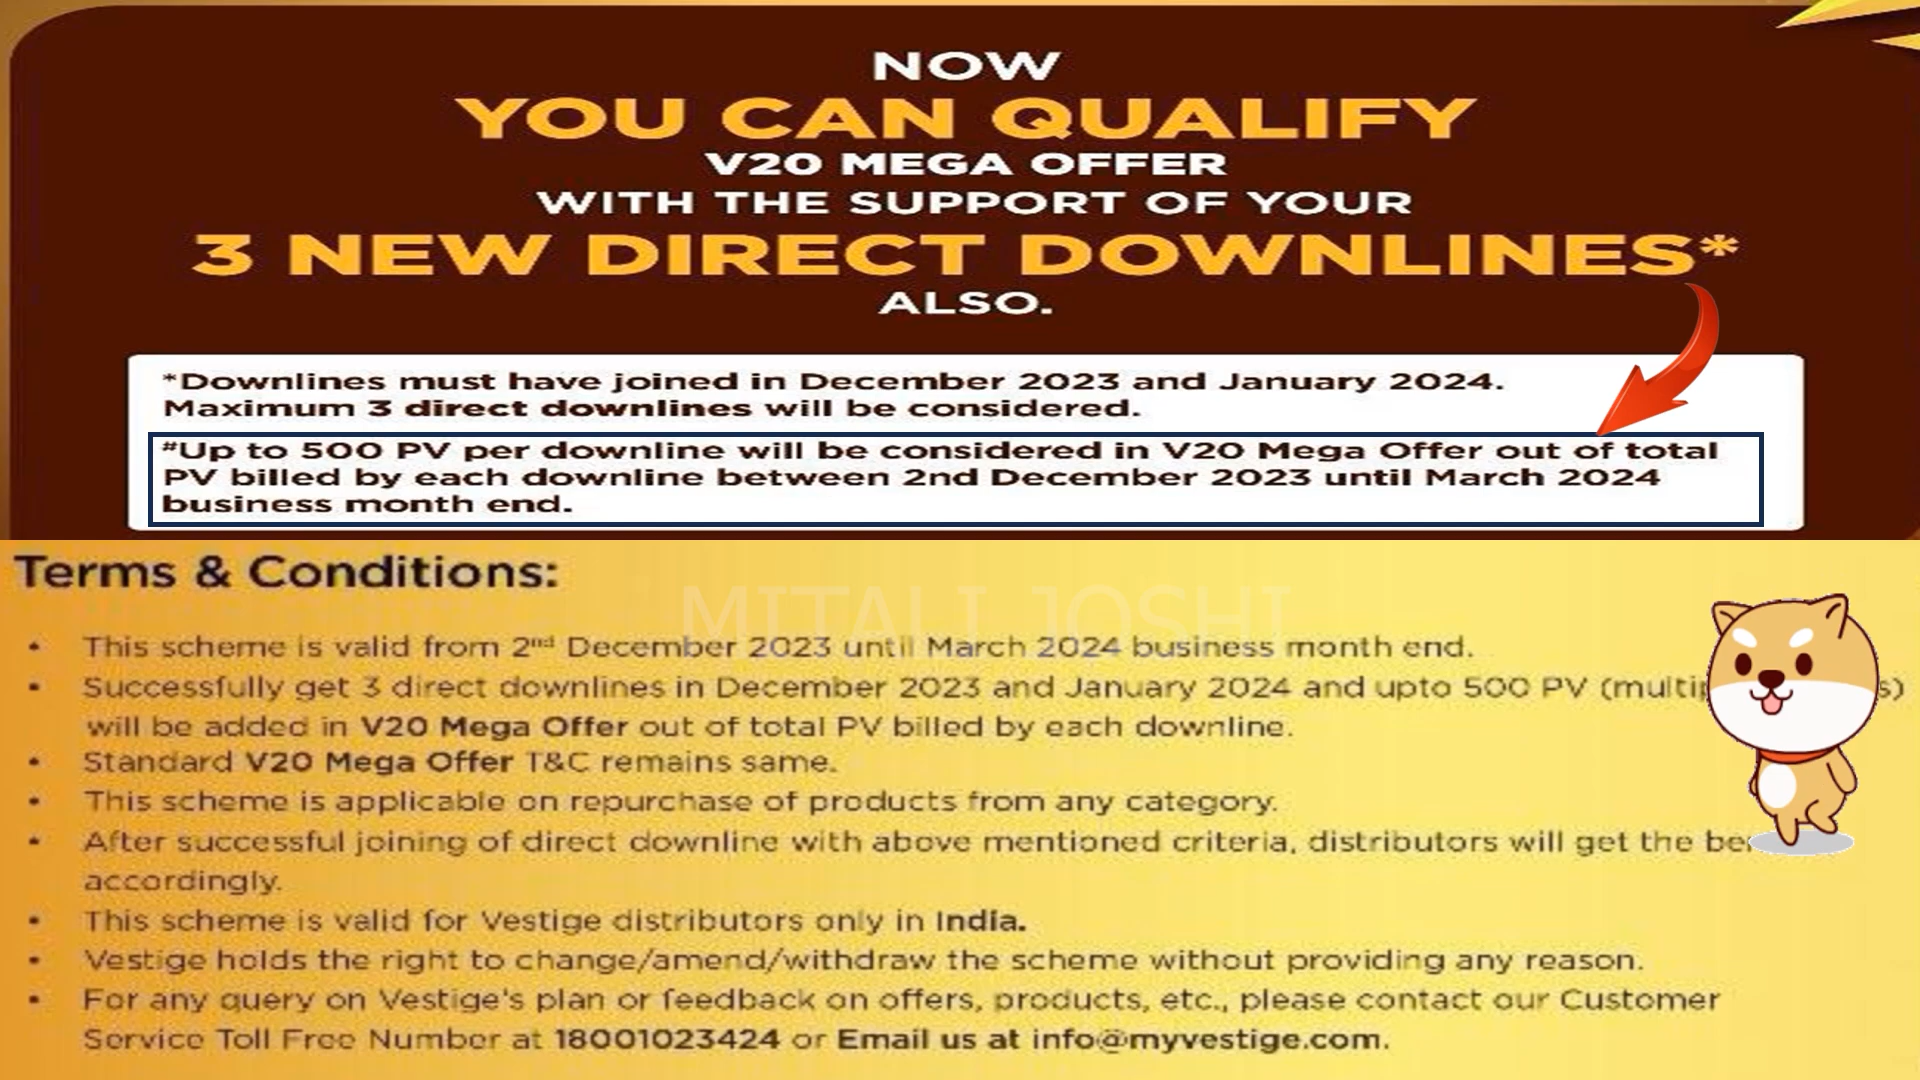 NOW
YOU CAN QUALIFY
V20 MEGA OFFER
WITH THE SUPPORT OF YOUR
3 NEW DIRECT DOWNLINES*
ALSO.
*Downlines must have joined in December 2023 and January 2024.
Maximum 3 direct downlines will be considered.
#Up to 500 PV per downline will be considered in V20 Mega Offer out of total
PV billed by each downline between 2nd December 2023 until March 2024
business month end.
Terms & Conditions:
MITALI JOSHI
• This scheme is valid from 2nd December 2023 until March 2024 business month end.
• Successfully get 3 direct downlines in December 2023 and January 2024 and upto 500 PV
will be added in V20 Mega Offer out of total PV billed by each downline.
• Standard V20 Mega Offer T&C remains same.
• This scheme is applicable on repurchase of products from any category.
• After successful joining of direct downline with above mentioned criteria, distributors will get the
accordingly.
• This scheme is valid for Vestige distributors only in India.
• Vestige holds the right to change/amend/withdraw the scheme without providing any reason.
• For any query on Vestige's plan or feedback on offers, products, etc., please contact our Customer
Service Toll Free Number at 18001023424 or Email us at info@myvestige.com.